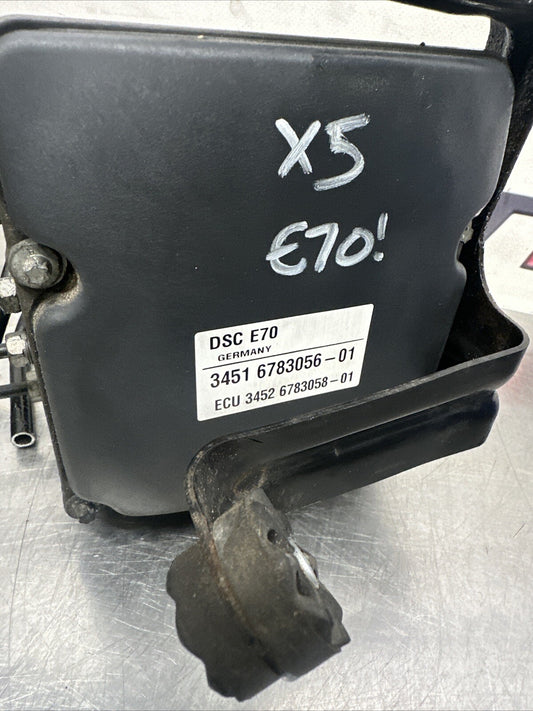 X5
E70!
DSC E70
GERMANY
3451 6783056-01
ECU 3452 6783058-01